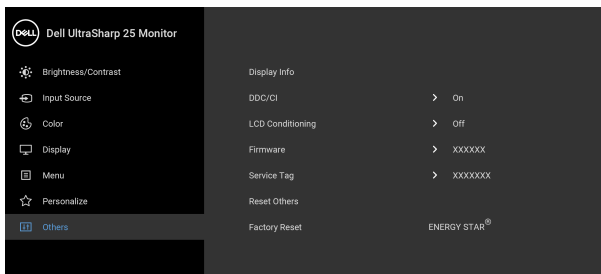 DELL Dell UltraSharp 25 Monitor
Brightness/Contrast Display Info
Input Source DDC/CI > On
Color LCD Conditioning > Off
Display Firmware > XXXXXX
Menu Service Tag > XXXXXXX
Personalize Reset Others
Others Factory Reset ENERGY STAR®